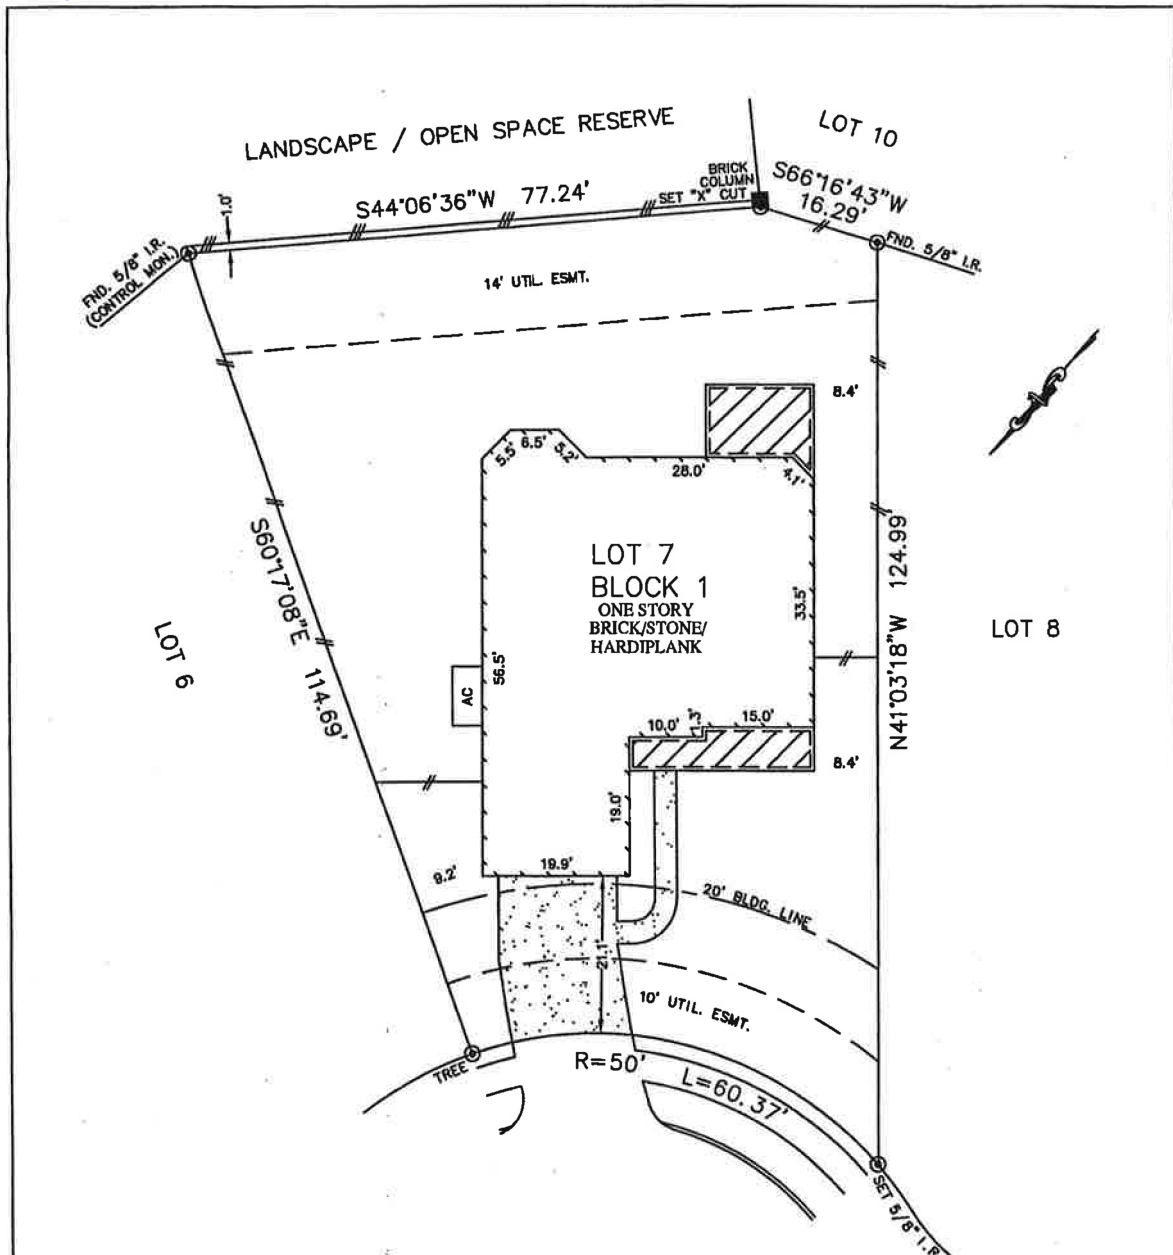 LANDSCAPE / OPEN SPACE RESERVE
LOT 10
BRICK
COLUMN
SET "X" CUT
S66°16'43"W
16.29'
S44°06'36"W 77.24'
1.0'
FND. 5/8" I.R.
(CONTROL MON.)
FND. 5/8" I.R.
14' UTIL. ESMT.
8.4'
5.5'
6.5'
5.2'
28.0'
4.1'
S60°17'08"E 114.69'
LOT 6
LOT 7
BLOCK 1
ONE STORY
BRICK/STONE/
HARDIPLANK
33.5'
N41°03'18"W 124.99
LOT 8
56.5'
AC
10.0'
1.3'
15.0'
8.4'
19.0'
19.9'
9.2'
20' BLDG. LINE
21.1'
10' UTIL. ESMT.
TREE
R=50'
L=60.37'
SET 5/8" I.R.